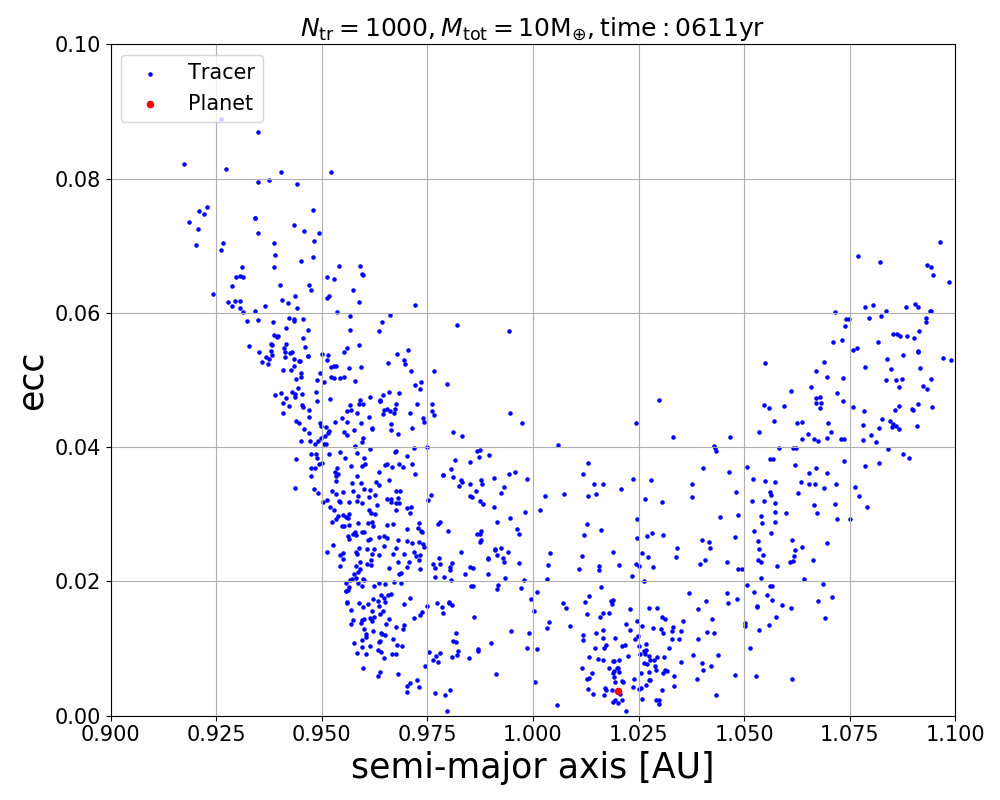 N_tr = 1000, M_tot = 10M_⊕, time : 0611yr
Tracer
Planet
ecc
0.10
0.08
0.06
0.04
0.02
0.00
0.900 0.925 0.950 0.975 1.000 1.025 1.050 1.075 1.100
semi-major axis [AU]